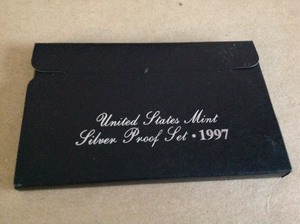 United States Mint
Silver Proof Set • 1997